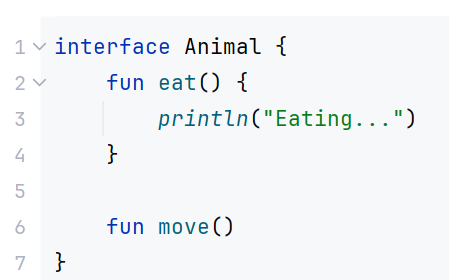 1 interface Animal {
2     fun eat() {
3         println("Eating...")
4     }
5
6     fun move()
7 }